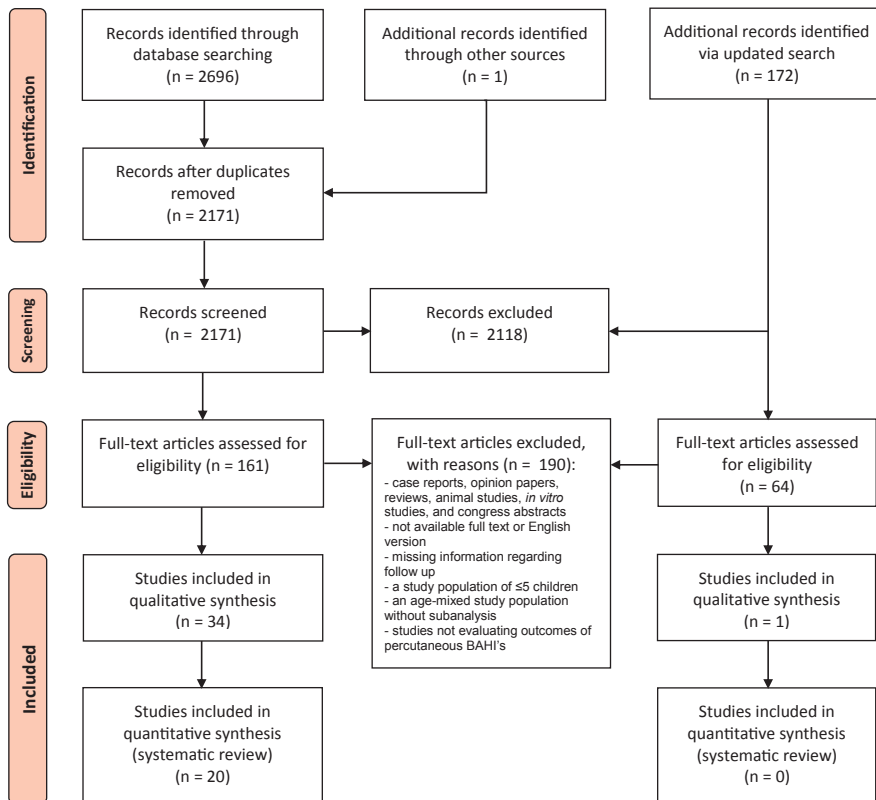 Identification
Records identified through
database searching
(n = 2696)
Additional records identified
through other sources
(n = 1)
Additional records identified
via updated search
(n = 172)
Records after duplicates
removed
(n = 2171)
Screening
Records screened
(n = 2171)
Records excluded
(n = 2118)
Eligibility
Full-text articles assessed for
eligibility (n = 161)
Full-text articles excluded,
with reasons (n = 190):
- case reports, opinion papers,
reviews, animal studies, in vitro
studies, and congress abstracts
- not available full text or English
version
- missing information regarding
follow up
- a study population of ≤5 children
- an age-mixed study population
without subanalysis
- studies not evaluating outcomes of
percutaneous BAHI's
Full-text articles assessed
for eligibility
(n = 64)
Included
Studies included in
qualitative synthesis
n = 34)
Studies included in
qualitative synthesis
(n = 1)
Studies included in
quantitative synthesis
(systematic review)
(n = 20)
Studies included in
quantitative synthesis
(systematic review)
(n = 0)